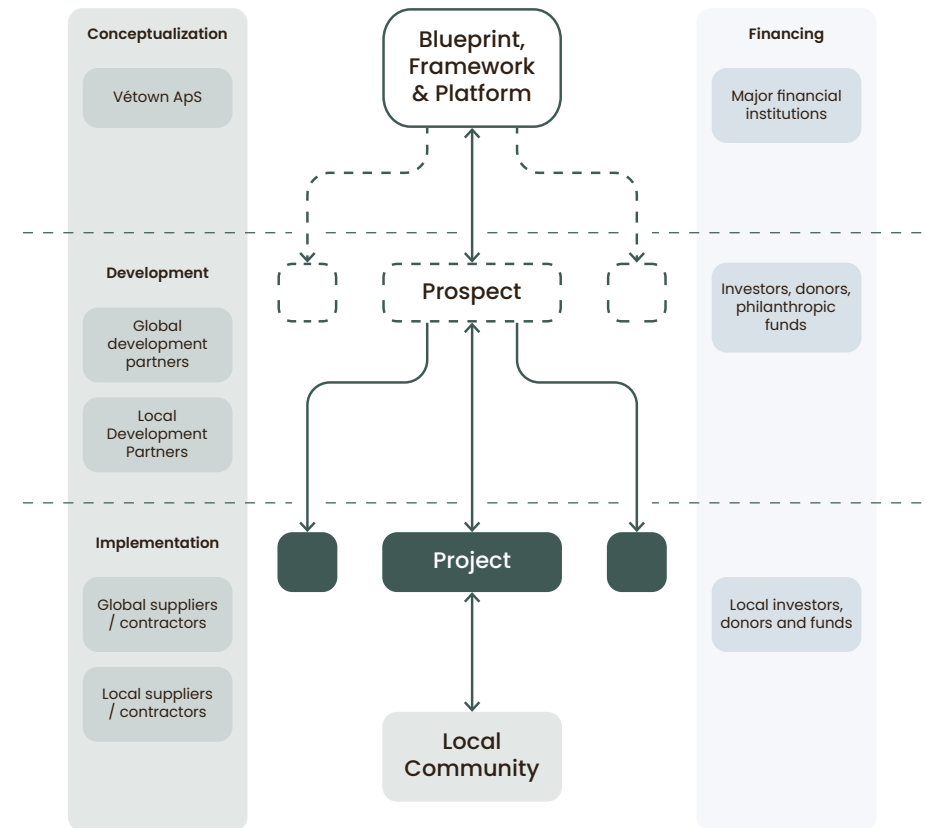 Conceptualization
Vétown ApS
Blueprint,
Framework
& Platform
Financing
Major financial
institutions
Development
Global
development
partners
Local
Development
Partners
Prospect
Investors, donors,
philanthropic
funds
Implementation
Global suppliers
/ contractors
Local suppliers
/ contractors
Project
Local
Community
Local investors,
donors and funds